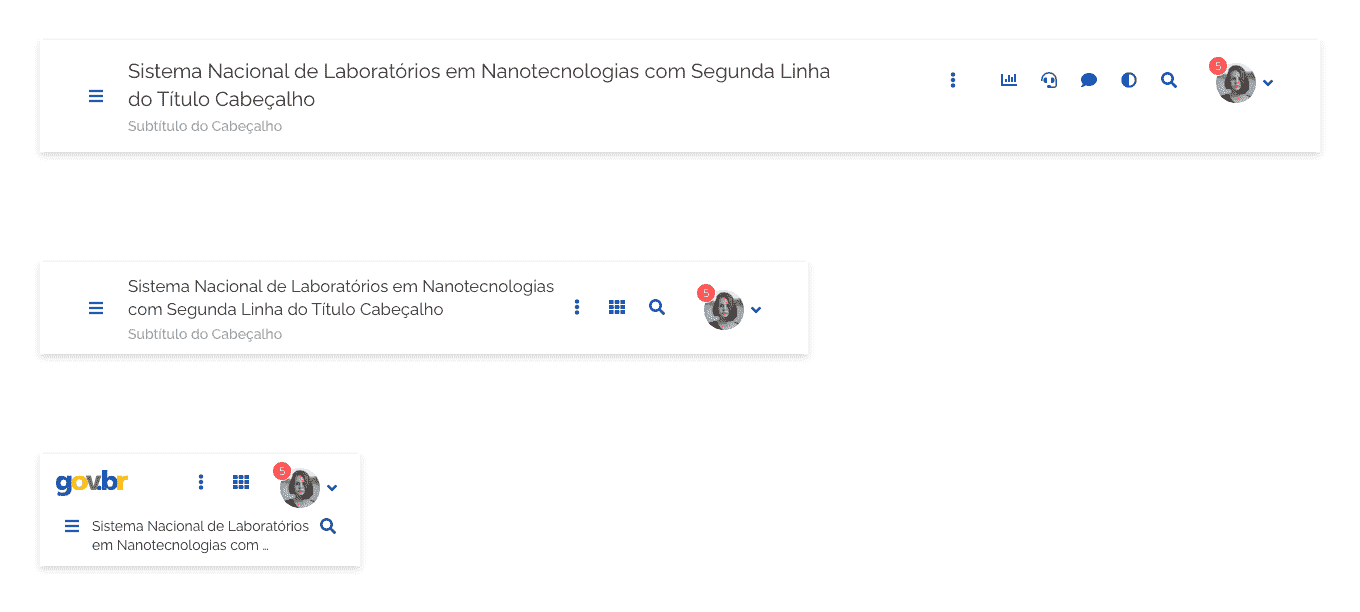 Sistema Nacional de Laboratórios em Nanotecnologias com Segunda Linha
do Título Cabeçalho
Subtítulo do Cabeçalho
5
Sistema Nacional de Laboratórios em Nanotecnologias
com Segunda Linha do Título Cabeçalho
Subtítulo do Cabeçalho
5
gov.br
5
Sistema Nacional de Laboratórios
em Nanotecnologias com ...